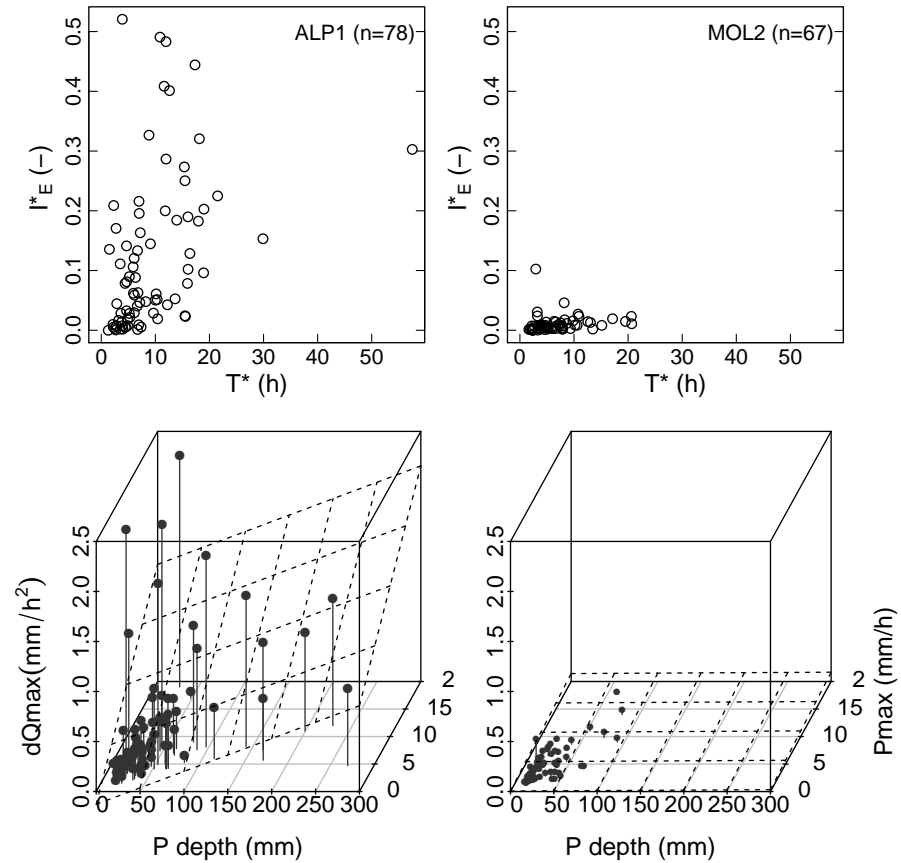 ALP1 (n=78)
I*E (−)
0.0 0.1 0.2 0.3 0.4 0.5
0 10 20 30 40 50
T* (h)
MOL2 (n=67)
I*E (−)
0.0 0.1 0.2 0.3 0.4 0.5
0 10 20 30 40 50
T* (h)
dQmax(mm/h²)
0.0 0.5 1.0 1.5 2.0 2.5
0 50 100 150 200 250 300
P depth (mm)
0 5 10 15 2
0.0 0.5 1.0 1.5 2.0 2.5
0 50 100 150 200 250 300
P depth (mm)
0 5 10 15 2
Pmax (mm/h)